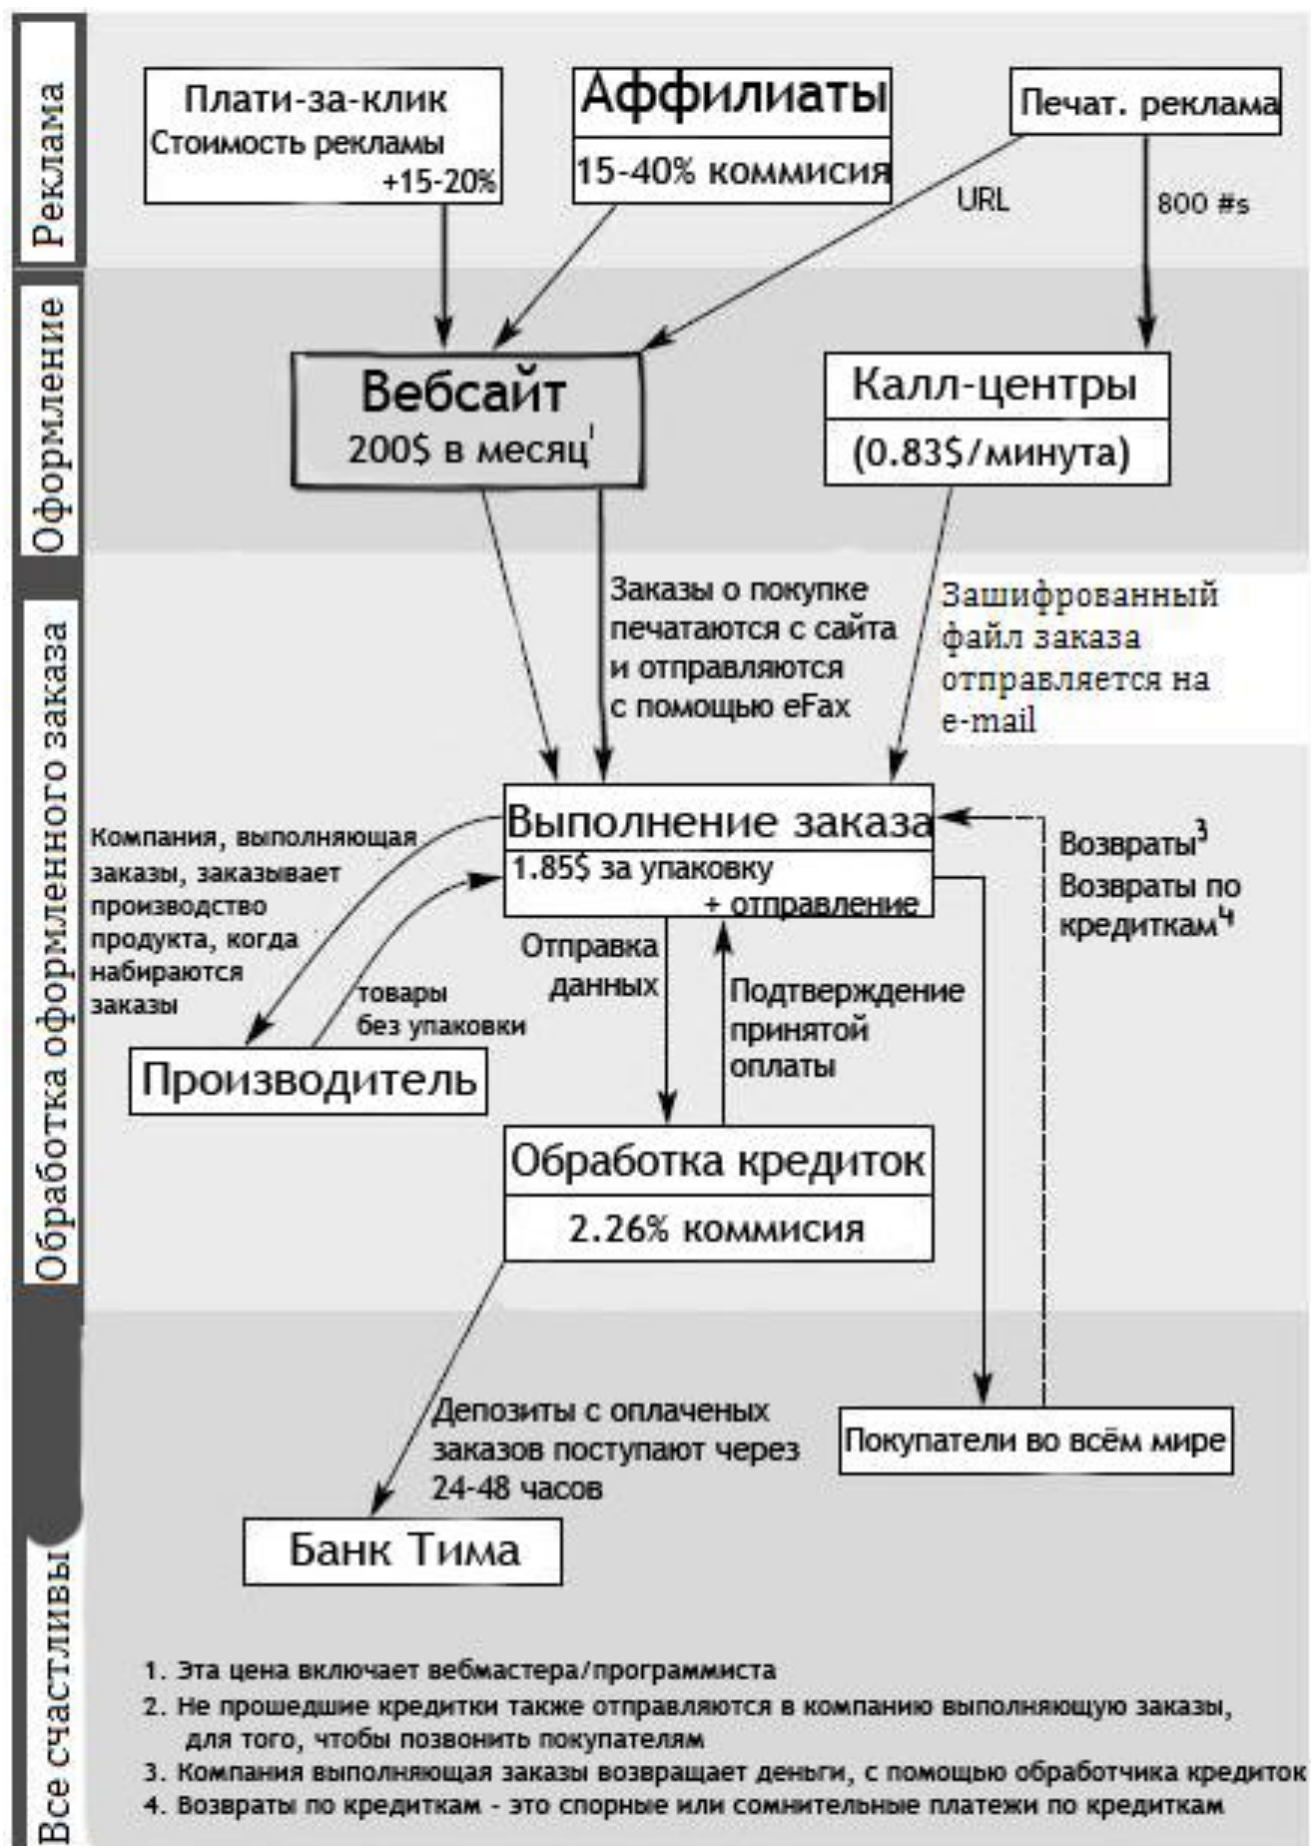 Реклама
Плати-за-клик
Стоимость рекламы
+15-20%
Аффилиаты
15-40% коммисия
Печат. реклама
URL
800 #s
Оформление
Вебсайт
200$ в месяц¹
Калл-центры
(0.83$/минута)
Обработка оформленного заказа
Заказы о покупке
печатаются с сайта
и отправляются
с помощью eFax
Зашифрованный
файл заказа
отправляется на
e-mail
Выполнение заказа
1.85$ за упаковку
+ отправление
Компания, выполняющая
заказы, заказывает
производство
продукта, когда
набираются
заказы
товары
без упаковки
Производитель
Отправка
данных
Подтверждение
принятой
оплаты
Возвраты³
Возвраты по
кредиткам⁴
Обработка кредиток
2.26% коммисия
Все счастливы
Депозиты с оплаченых
заказов поступают через
24-48 часов
Покупатели во всём мире
Банк Тима
1. Эта цена включает вебмастера/программиста
2. Не прошедшие кредитки также отправляются в компанию выполняющую заказы,
для того, чтобы позвонить покупателям
3. Компания выполняющая заказы возвращает деньги, с помощью обработчика кредиток
4. Возвраты по кредиткам - это спорные или сомнительные платежи по кредиткам